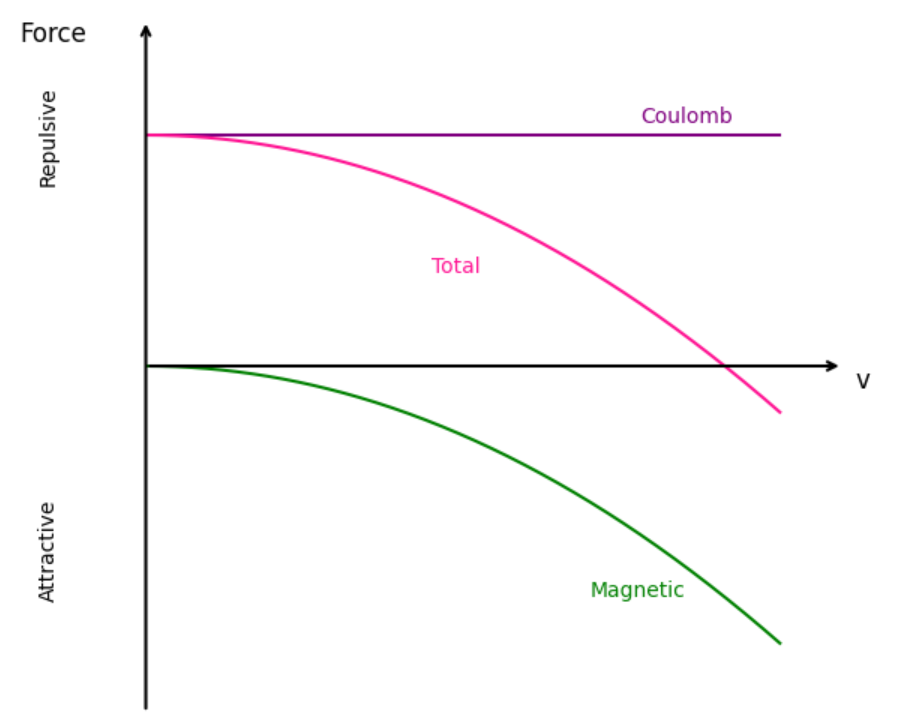 Force
Repulsive
Coulomb
Total
v
Attractive
Magnetic